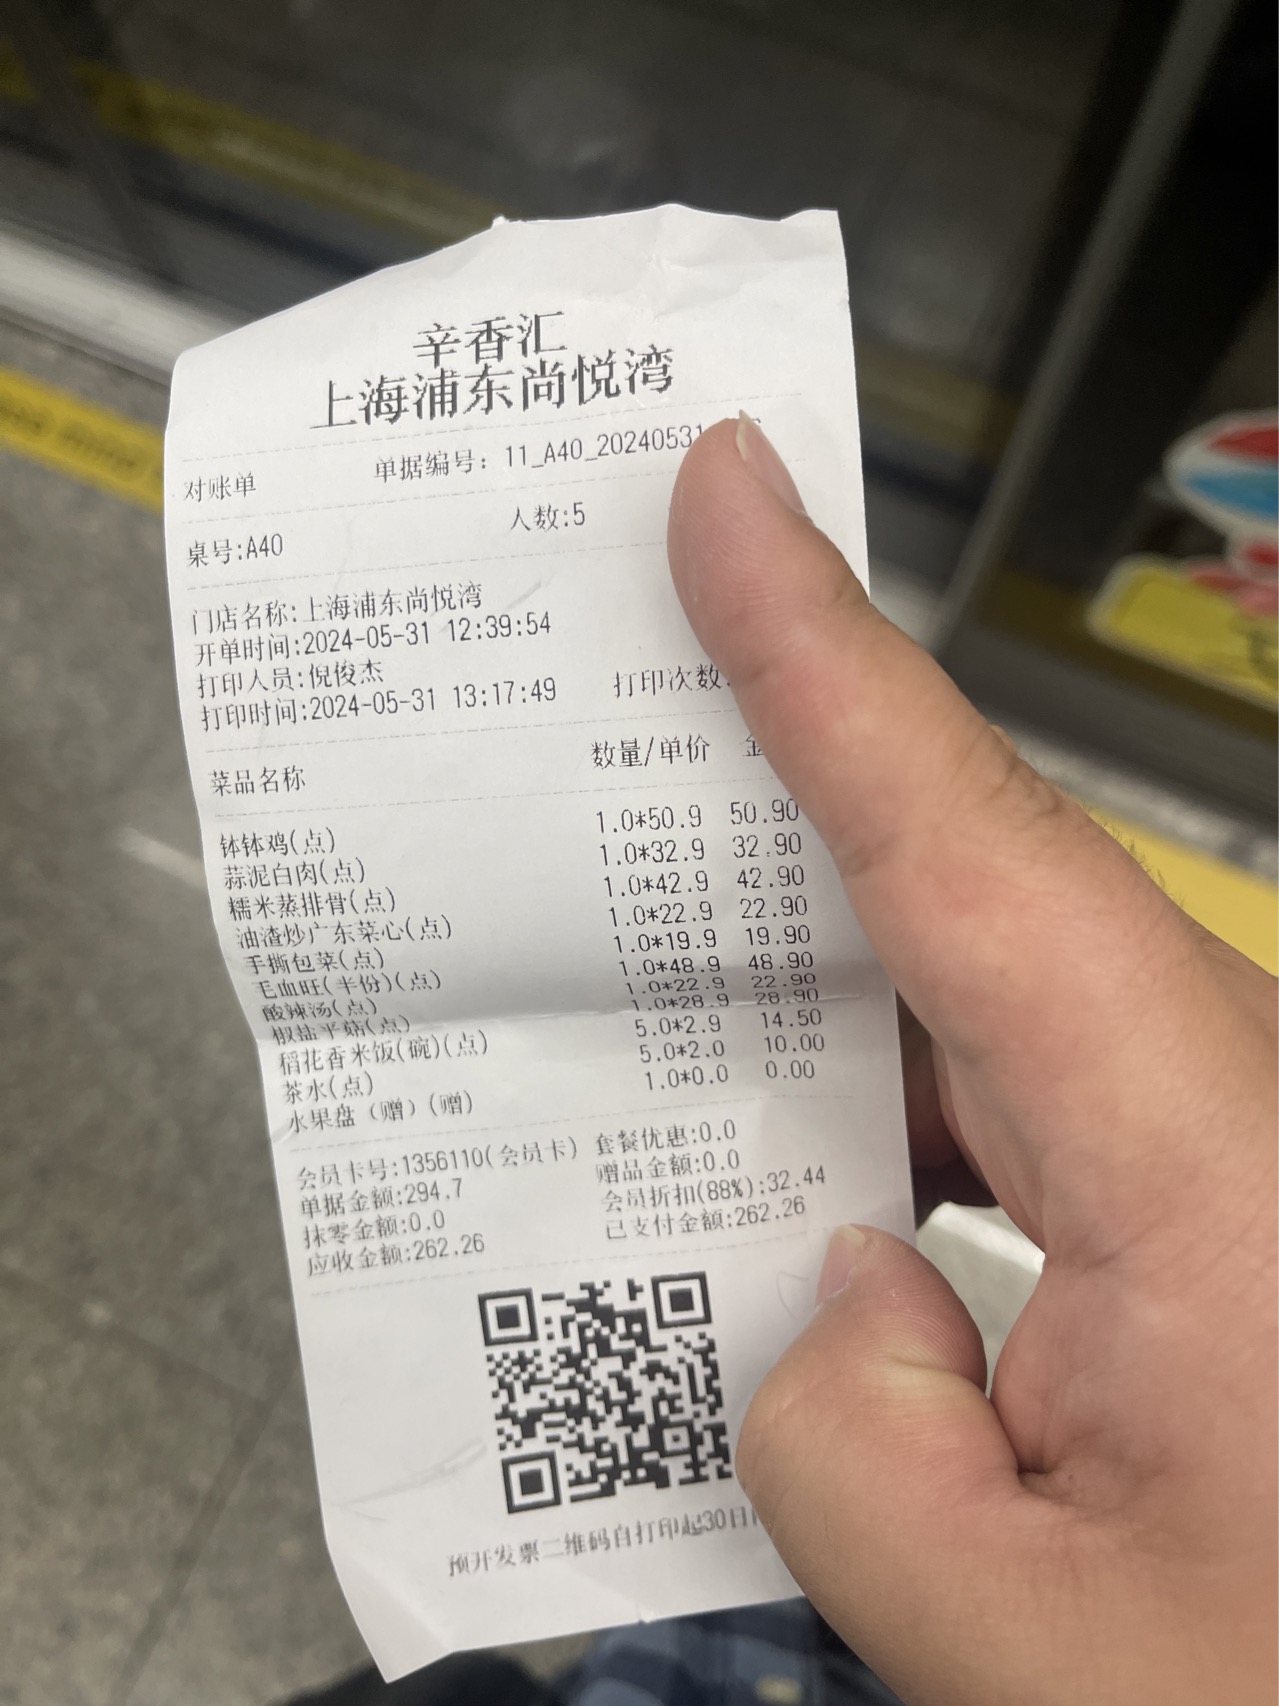 辛香汇
上海浦东尚悦湾
对账单 单据编号：11_A40_20240531
桌号:A40 人数:5
门店名称:上海浦东尚悦湾
开单时间:2024-05-31 12:39:54
打印人员:倪俊杰
打印时间:2024-05-31 13:17:49 打印次数:
菜品名称 数量/单价 金
钵钵鸡(点) 1.0*50.9 50.90
蒜泥白肉(点) 1.0*32.9 32.90
糯米蒸排骨(点) 1.0*42.9 42.90
油渣炒广东菜心(点) 1.0*22.9 22.90
手撕包菜(点) 1.0*19.9 19.90
毛血旺(半份)(点) 1.0*48.9 48.90
酸辣汤(点) 1.0*22.9 22.90
椒盐平菇(点) 1.0*28.9 28.90
稻花香米饭(碗)(点) 5.0*2.9 14.50
茶水(点) 5.0*2.0 10.00
水果盘（赠）(赠) 1.0*0.0 0.00
会员卡号:1356110(会员卡) 套餐优惠:0.0
单据金额:294.7 赠品金额:0.0
抹零金额:0.0 会员折扣(88%):32.44
应收金额:262.26 已支付金额:262.26
预开发票二维码自打印起30日